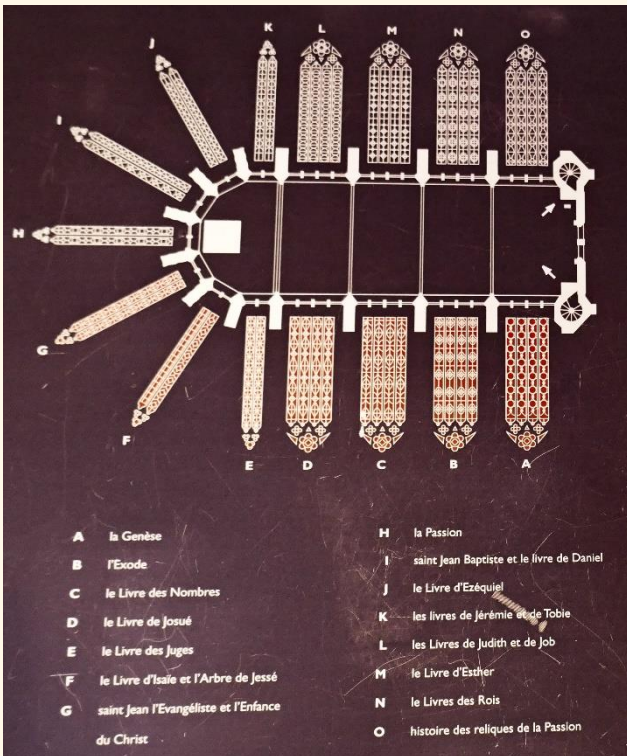 K
L
M
N
O
J
I
H
G
F
E
D
C
B
A
A la Genèse
B l'Exode
C le Livre des Nombres
D le Livre de Josué
E le Livre des Juges
F le Livre d'Isaïe et l'Arbre de Jessé
G saint Jean l'Evangéliste et l'Enfance
du Christ
H la Passion
I saint Jean Baptiste et le livre de Daniel
J le Livre d'Ezéquiel
K les livres de Jérémie et de Tobie
L les Livres de Judith et de Job
M le Livre d'Esther
N le Livres des Rois
O histoire des reliques de la Passion